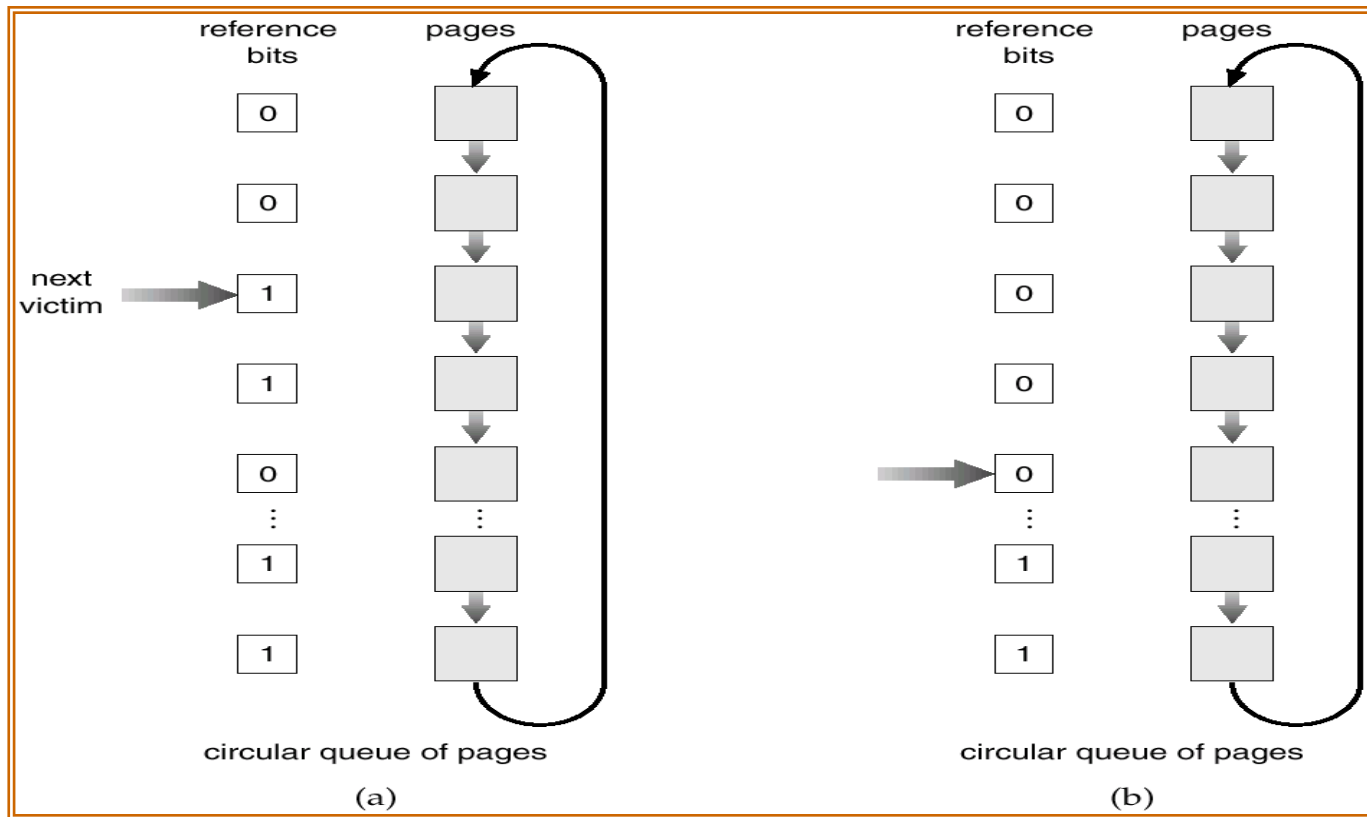 reference bits
pages
0
0
next victim
1
1
0
⋮
⋮
1
1
circular queue of pages
(a)
reference bits
pages
0
0
0
0
0
⋮
⋮
1
1
circular queue of pages
(b)